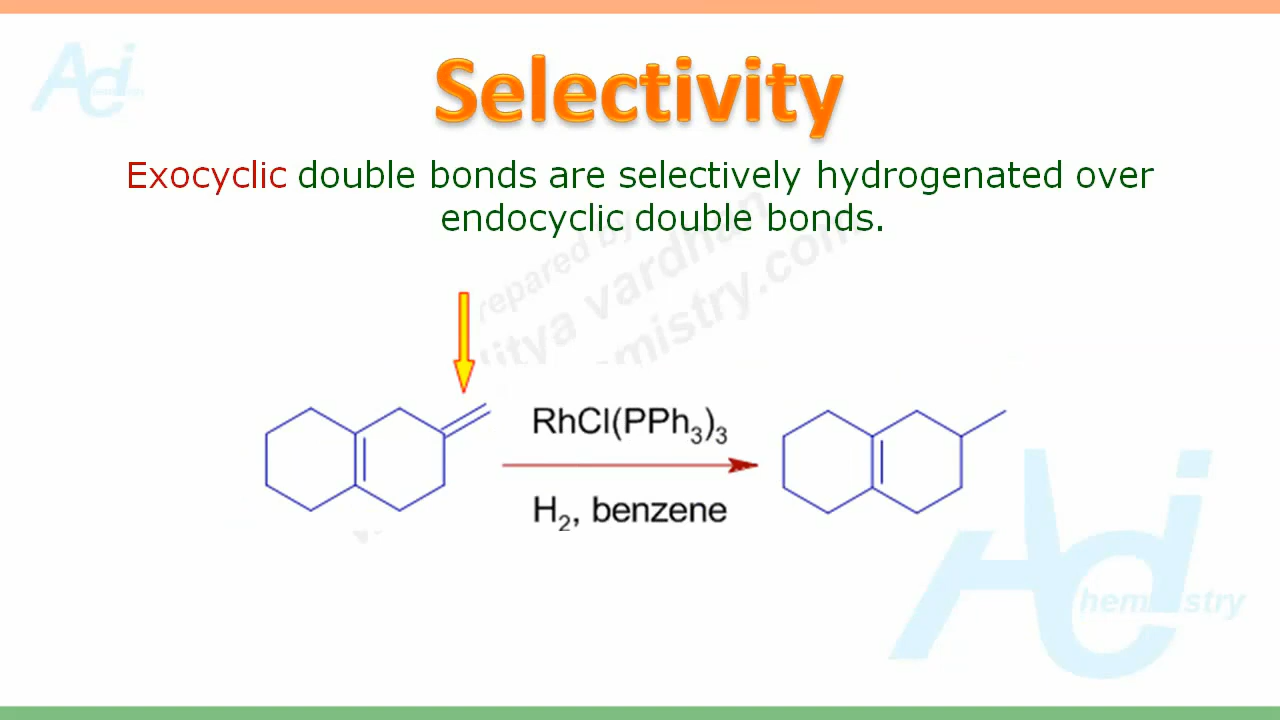 Selectivity
Exocyclic double bonds are selectively hydrogenated over
endocyclic double bonds.
RhCl(PPh3)3
H2, benzene